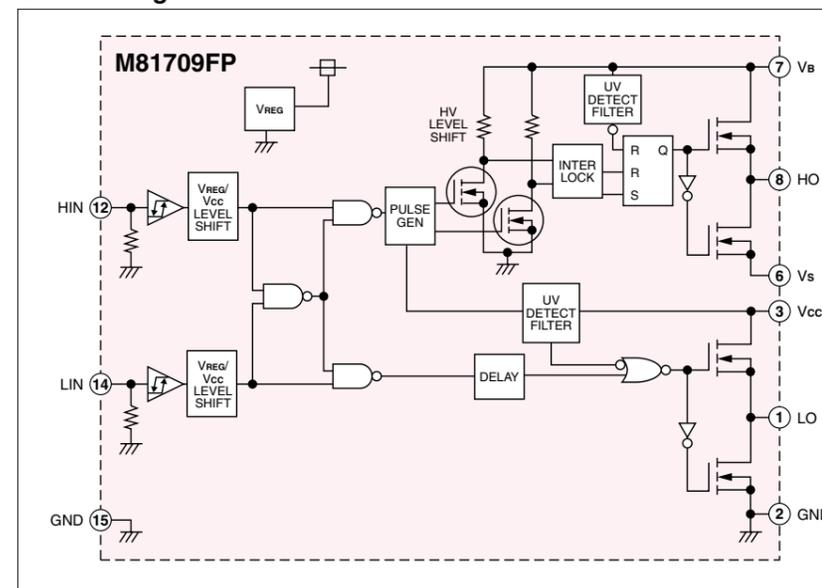 M81709FP
VREG
HV
LEVEL
SHIFT
UV
DETECT
FILTER
7 VB
INTER
LOCK
R Q
R
S
8 HO
HIN 12
VREG/
VCC
LEVEL
SHIFT
PULSE
GEN
6 VS
UV
DETECT
FILTER
3 VCC
LIN 14
VREG/
VCC
LEVEL
SHIFT
DELAY
1 LO
GND 15
2 GN